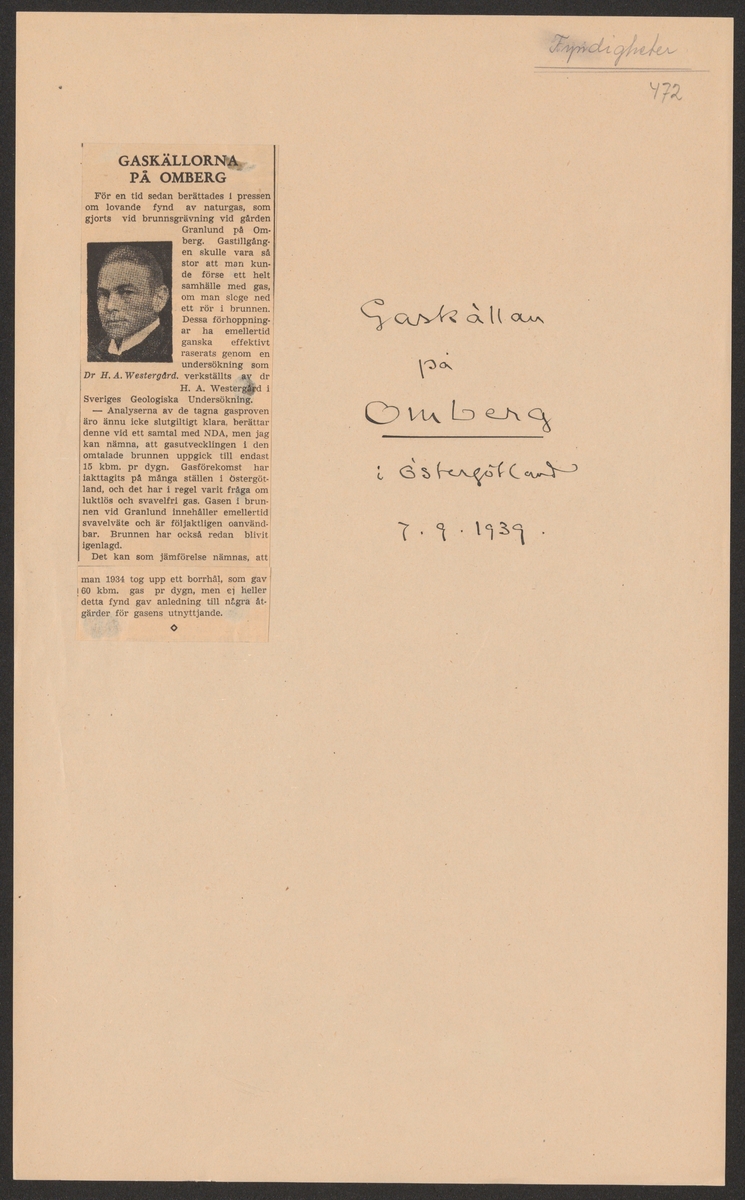 Fyndigheter.
472
GASKÄLLORNA
PÅ OMBERG
För en tid sedan berättades i pressen
om lovande fynd av naturgas, som
gjorts vid brunnsgrävning vid gården
Granlund på Om-
berg. Gastillgång-
en skulle vara så
stor att man kun-
de förse ett helt
samhälle med gas,
om man sloge ned
ett rör i brunnen.
Dessa förhoppning-
ar ha emellertid
ganska effektivt
raserats genom en
undersökning som
verkställts av dr
H. A. Westergård i
Dr H. A. Westergård.
Sveriges Geologiska Undersökning.
— Analyserna av de tagna gasproven
äro ännu icke slutgiltigt klara, berättar
denne vid ett samtal med NDA, men jag
kan nämna, att gasutvecklingen i den
omtalade brunnen uppgick till endast
15 kbm. pr dygn. Gasförekomst har
iakttagits på många ställen i Östergöt-
land, och det har i regel varit fråga om
luktlös och svavelfri gas. Gasen i brun-
nen vid Granlund innehåller emellertid
svavelväte och är följaktligen oanvänd-
bar. Brunnen har också redan blivit
igenlagd.
Det kan som jämförelse nämnas, att
man 1934 tog upp ett borrhål, som gav
60 kbm. gas pr dygn, men ej heller
detta fynd gav anledning till några åt-
gärder för gasens utnyttjande.
Gaskällan
på
Omberg
i Östergötland
7.9.1939.